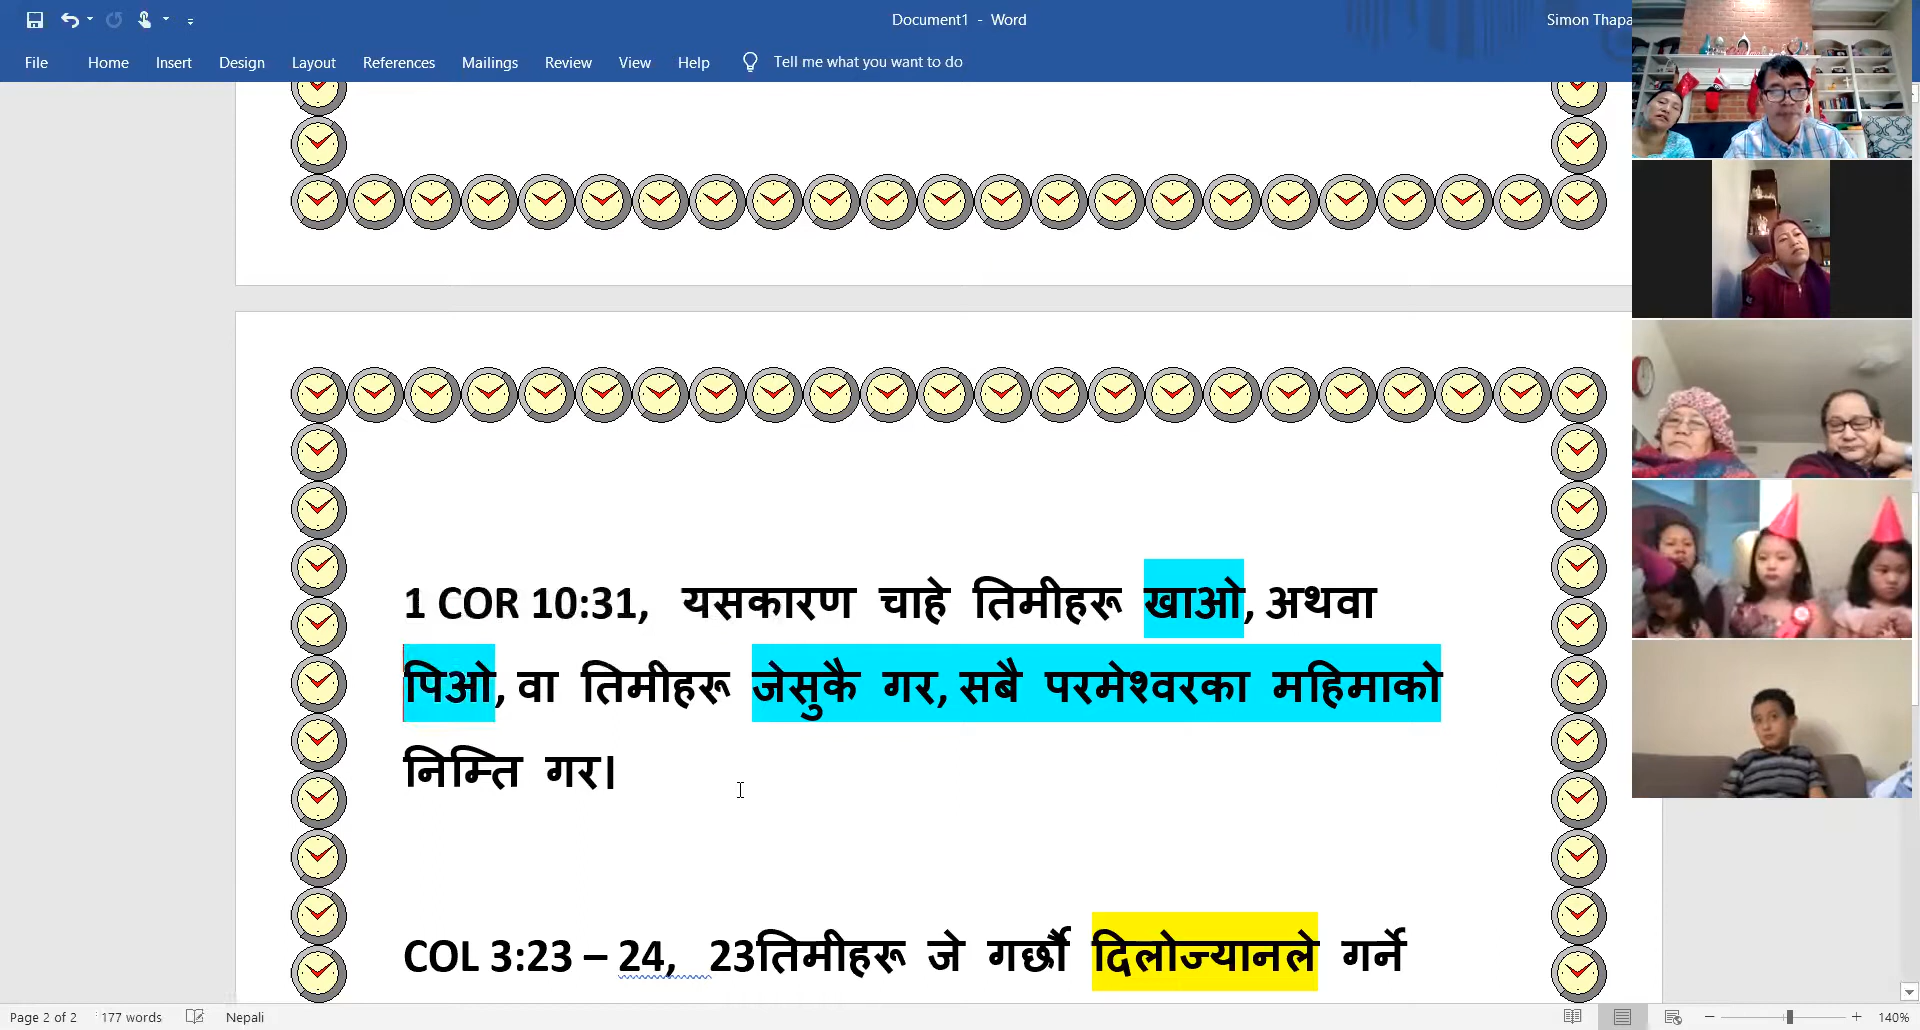 Document1 - Word
Simon Thapa
File Home Insert Design Layout References Mailings Review View Help Tell me what you want to do
1 COR 10:31, यसकारण चाहे तिमीहरू खाओ, अथवा
पिओ, वा तिमीहरू जेसुकै गर, सबै परमेश्वरका महिमाको
निम्ति गर।
COL 3:23 – 24, 23तिमीहरू जे गर्छौ दिलोज्यानले गर्ने
Page 2 of 2 177 words Nepali 140%